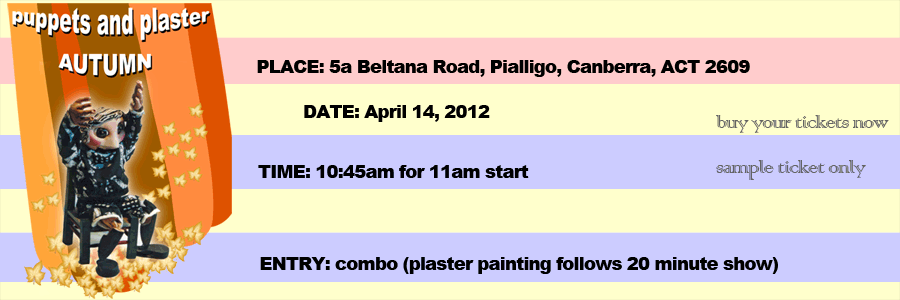 puppets and plaster
AUTUMN
PLACE: 5a Beltana Road, Pialligo, Canberra, ACT 2609
DATE: April 14, 2012
buy your tickets now
TIME: 10:45am for 11am start
sample ticket only
ENTRY: combo (plaster painting follows 20 minute show)